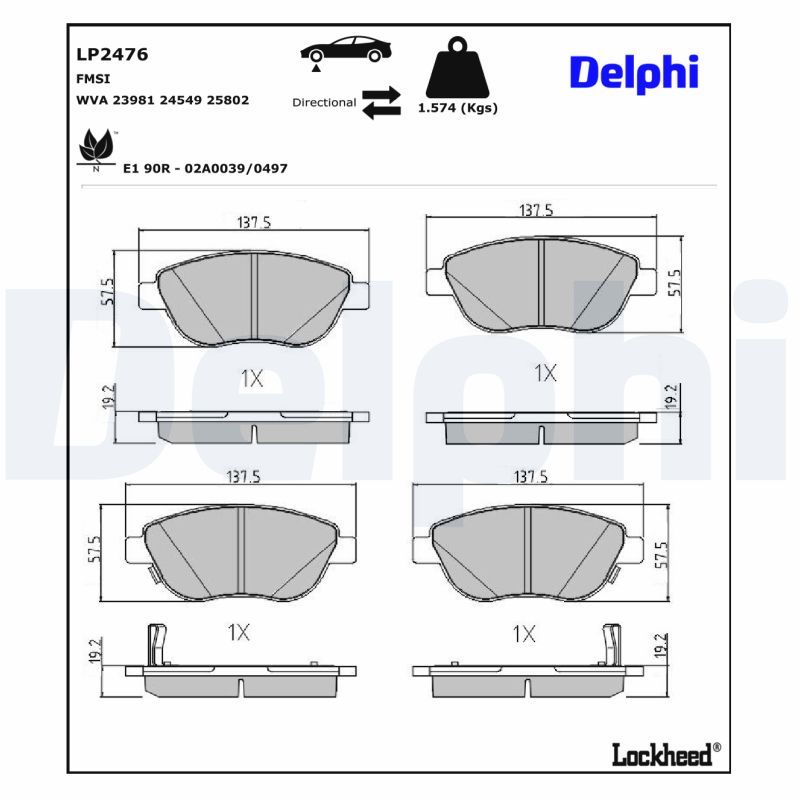 LP2476
FMSI
WVA 23981 24549 25802
Directional
1.574 (Kgs)
Delphi
™
N
E1 90R - 02A0039/0497
137.5
57.5
1X
19.2
137.5
57.5
1X
19.2
137.5
57.5
1X
19.2
137.5
57.5
1X
19.2
Delphi
Lockheed®